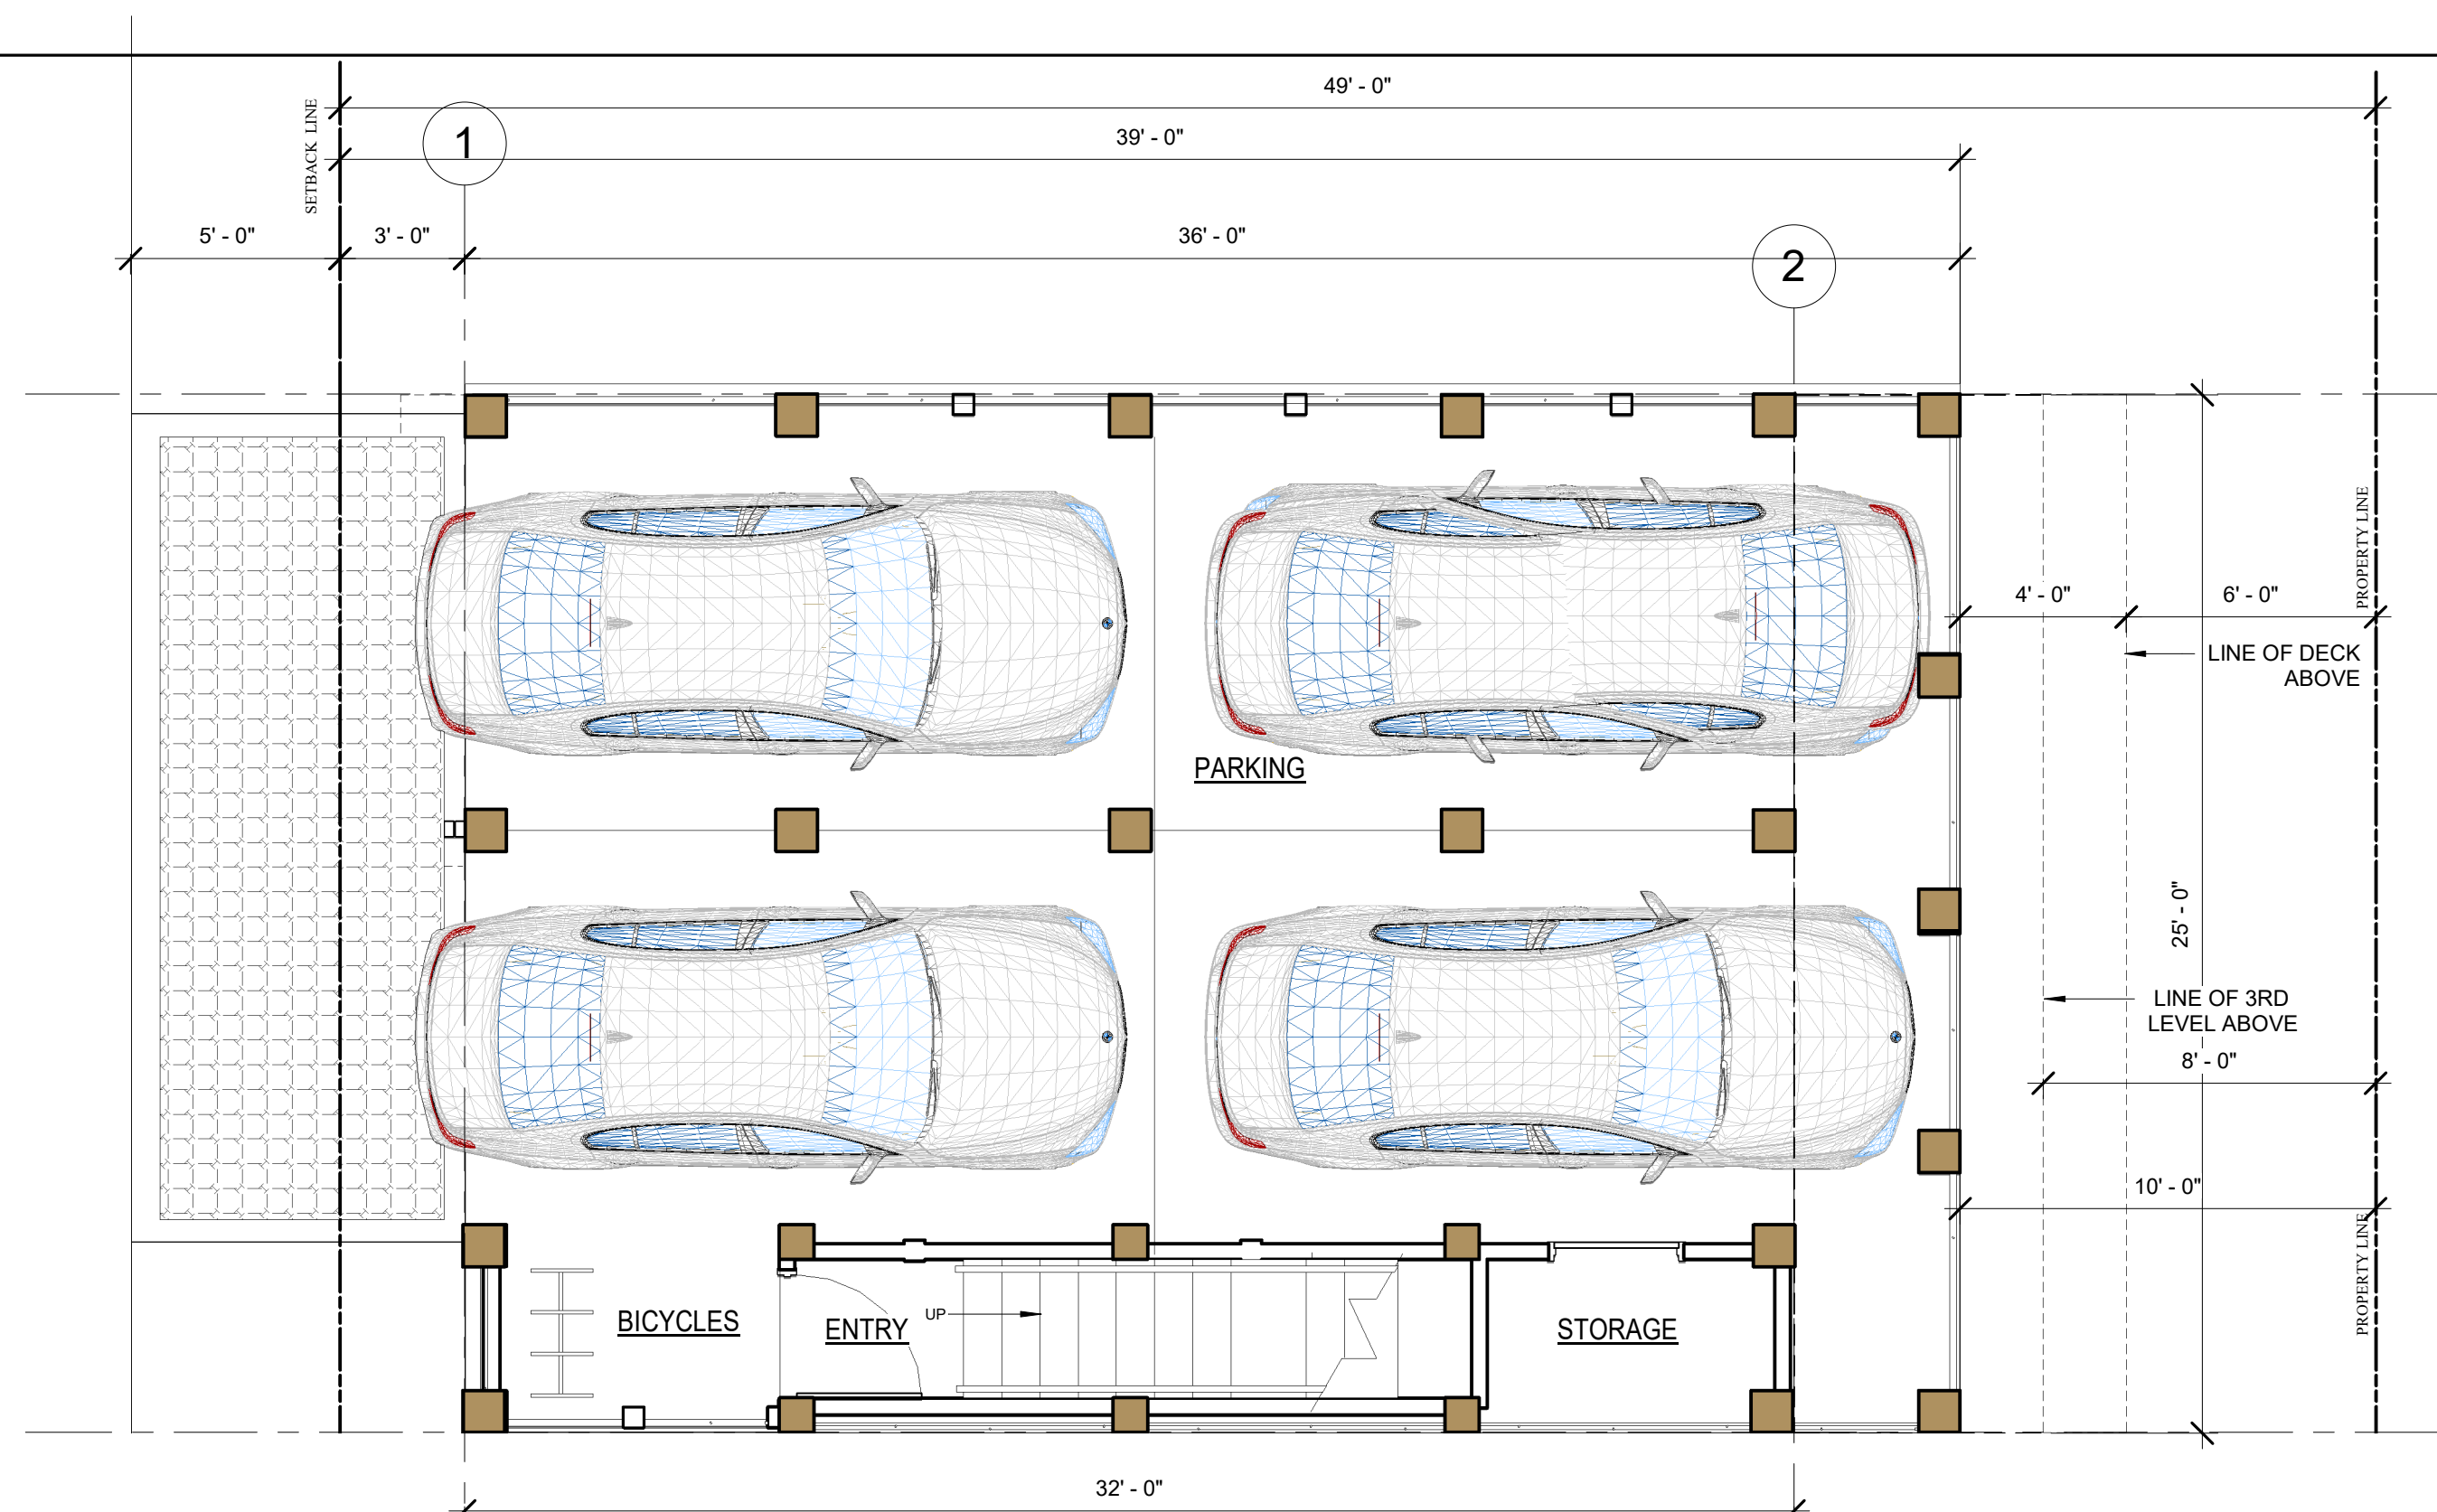 49' - 0"
39' - 0"
SETBACK LINE
1
5' - 0"
3' - 0"
36' - 0"
2
PROPERTY LINE
4' - 0"
6' - 0"
LINE OF DECK
ABOVE
PARKING
25' - 0"
LINE OF 3RD
LEVEL ABOVE
8' - 0"
10' - 0"
PROPERTY LINE
BICYCLES
ENTRY
UP
STORAGE
32' - 0"